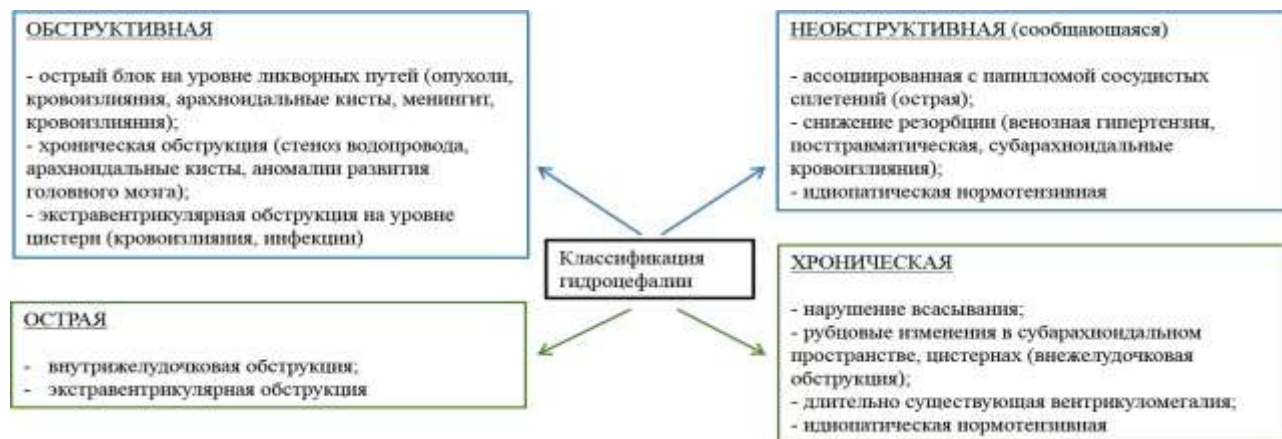 ОБСТРУКТИВНАЯ
- острый блок на уровне ликворных путей (опухоли,
кровоизлияния, арахноидальные кисты, менингит,
кровоизлияния);
- хроническая обструкция (стеноз водопровода,
арахноидальные кисты, аномалии развития
головного мозга);
- экстравентрикулярная обструкция на уровне
цистерн (кровоизлияния, инфекции)
НЕОБСТРУКТИВНАЯ (сообщающаяся)
- ассоциированная с папилломой сосудистых
сплетений (острая);
- снижение резорбции (венозная гипертензия,
посттравматическая, субарахноидальные
кровоизлияния);
- идиопатическая нормотензивная
Классификация
гидроцефалии
ОСТРАЯ
- внутрижелудочковая обструкция;
- экстравентрикулярная обструкция
ХРОНИЧЕСКАЯ
- нарушение всасывания;
- рубцовые изменения в субарахноидальном
пространстве, цистернах (внежелудочковая
обструкция);
- длительно существующая вентрикуломегалия;
- идиопатическая нормотензивная